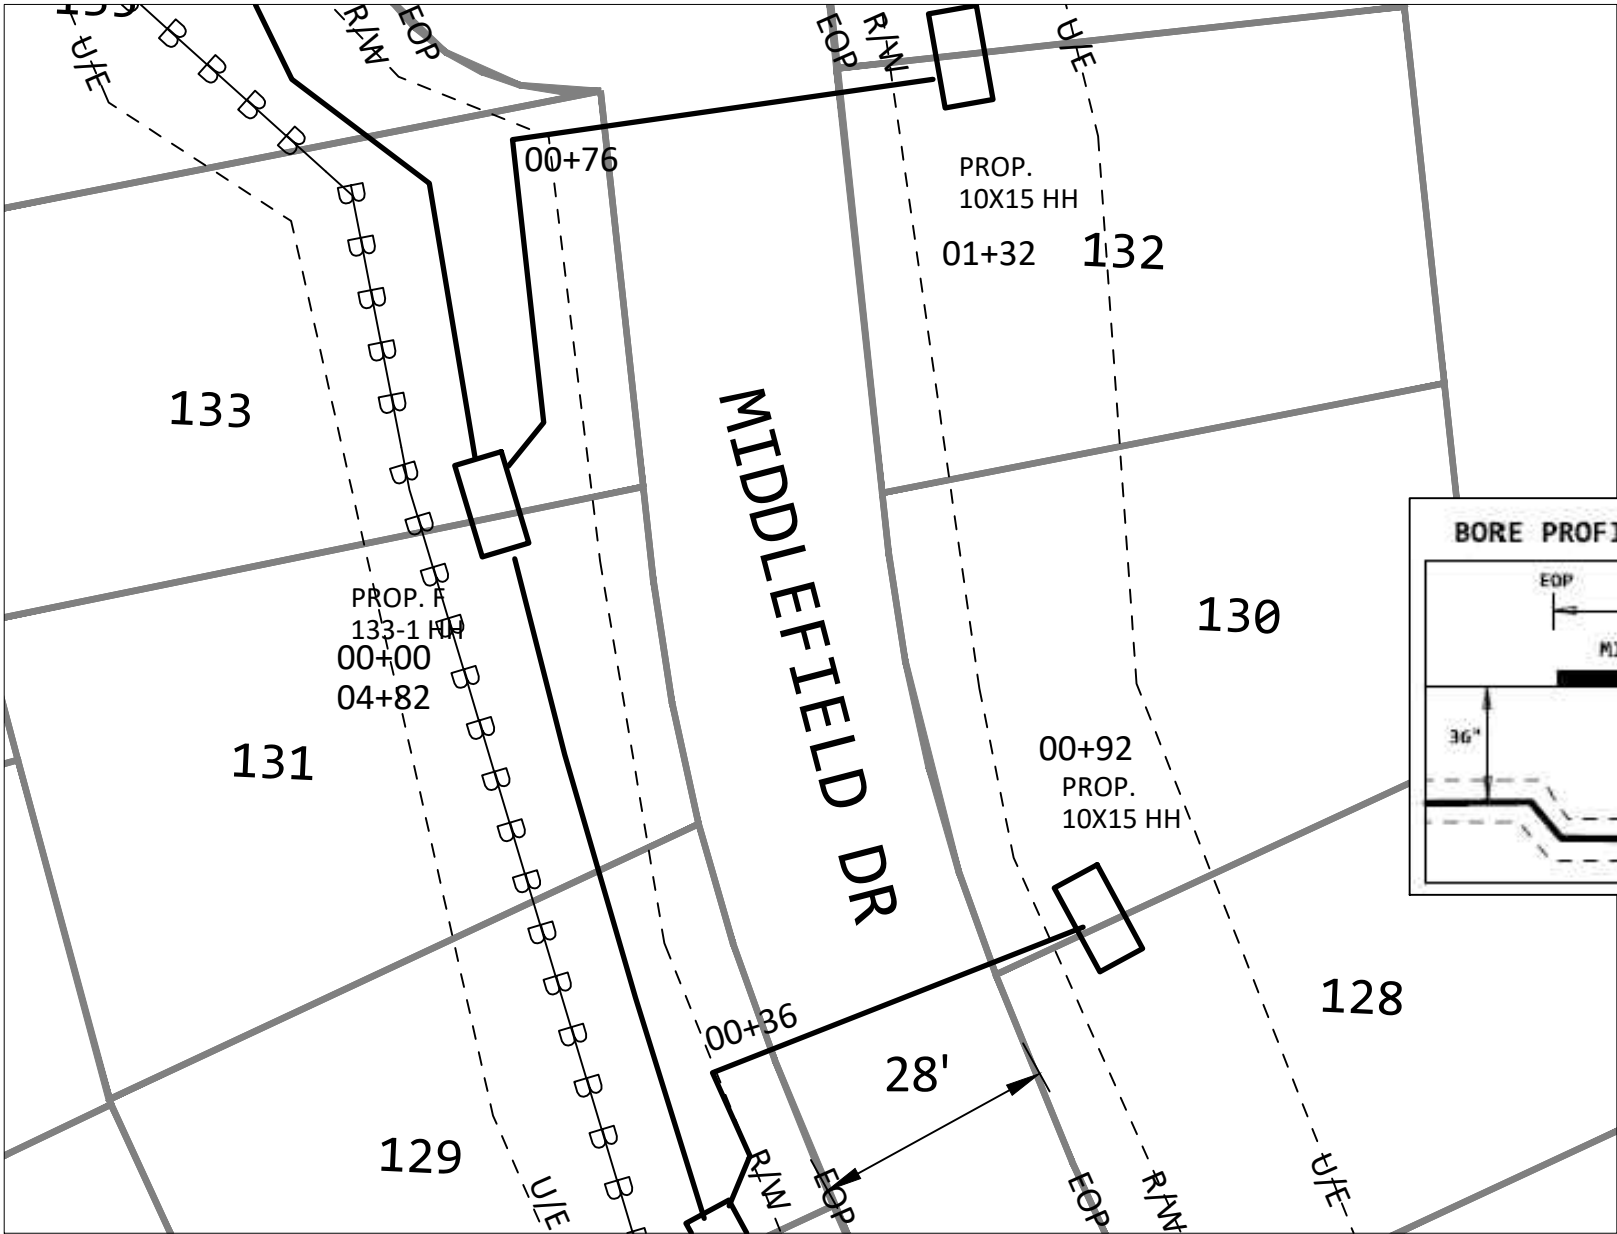 U/E
R/W
EOP
EOP
R/W
U/E
B
B
B
B
00+76
PROP.
10X15 HH
01+32
132
B
B
B
B
B
133
B
B
MIDDLEFIELD DR
BORE
EOP
36"
B
PROP. F
133-1 HH
00+00
04+82
B
B
B
B
B
B
B
B
B
B
B
B
B
131
130
00+92
PROP.
10X15 HH
128
00+36
28'
129
U/E
R/W
EOP
EOP
R/W
U/E